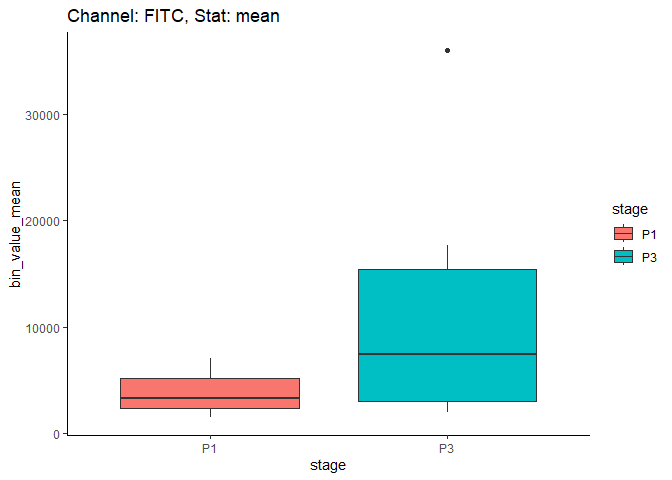 Channel: FITC, Stat: mean
bin_value_mean
30000
20000
10000
0
P1
P3
stage
stage
P1
P3